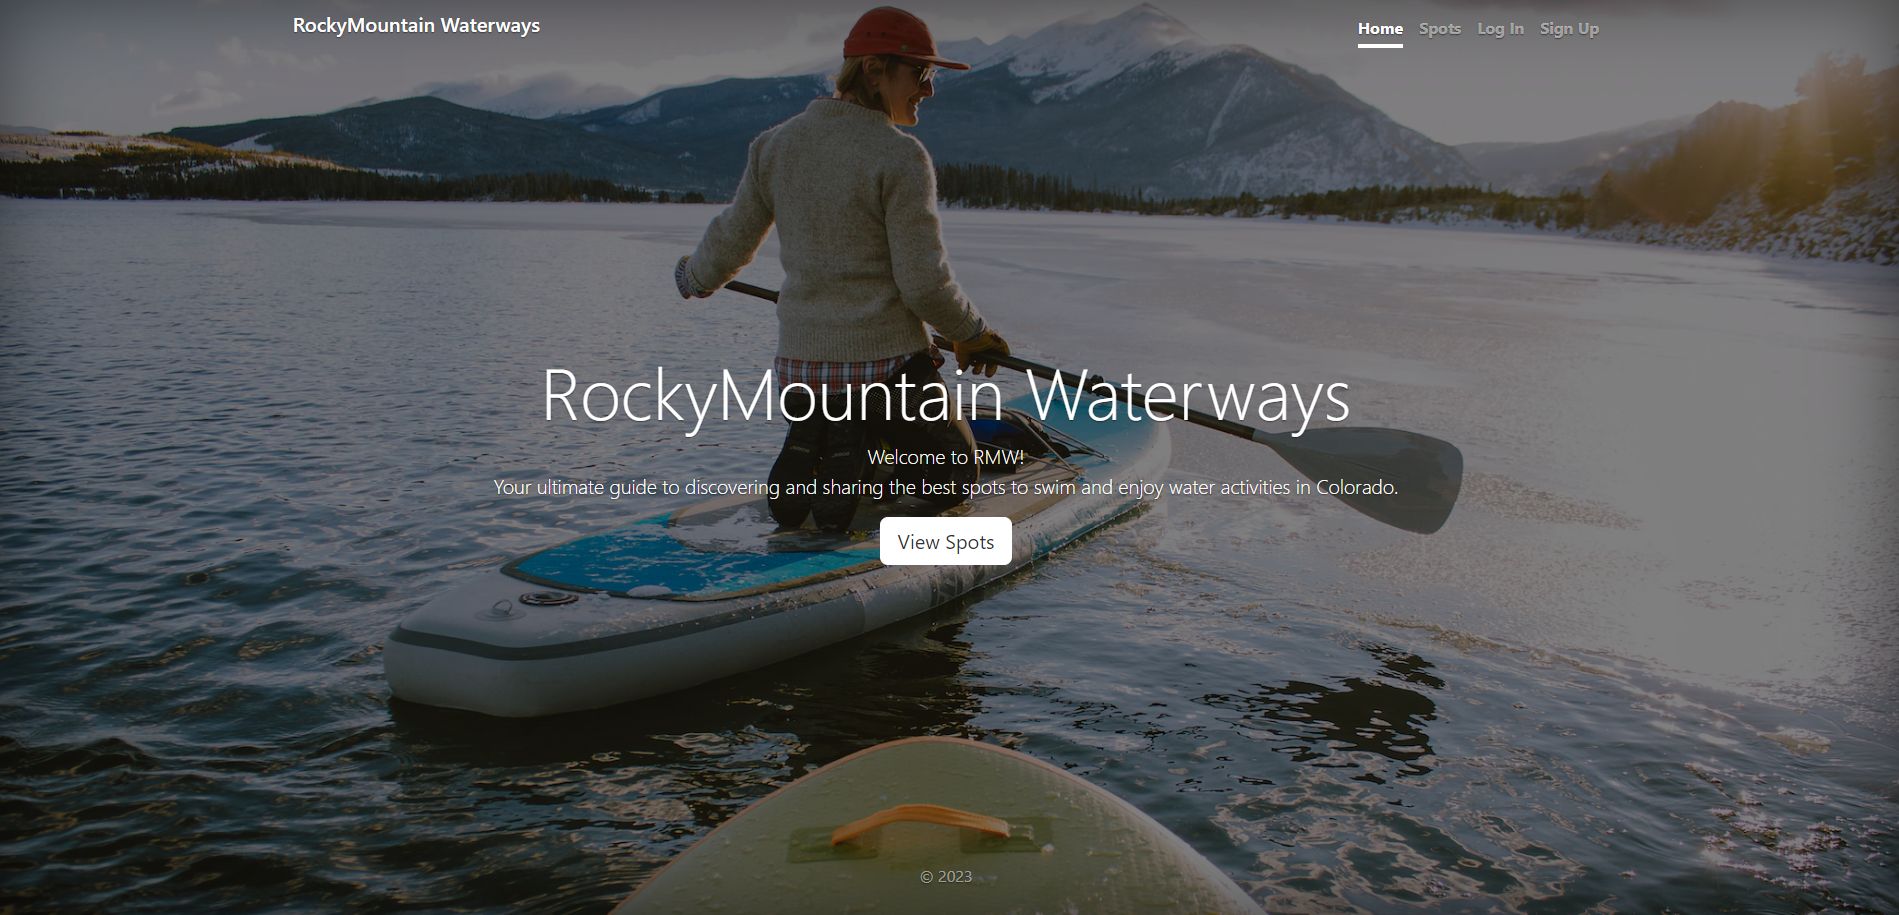 RockyMountain Waterways
Home Spots Log In Sign Up
RockyMountain Waterways
Welcome to RMW!
Your ultimate guide to discovering and sharing the best spots to swim and enjoy water activities in Colorado.
View Spots
© 2023